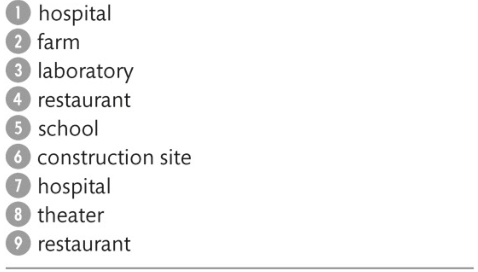 1 hospital
2 farm
3 laboratory
4 restaurant
5 school
6 construction site
7 hospital
8 theater
9 restaurant